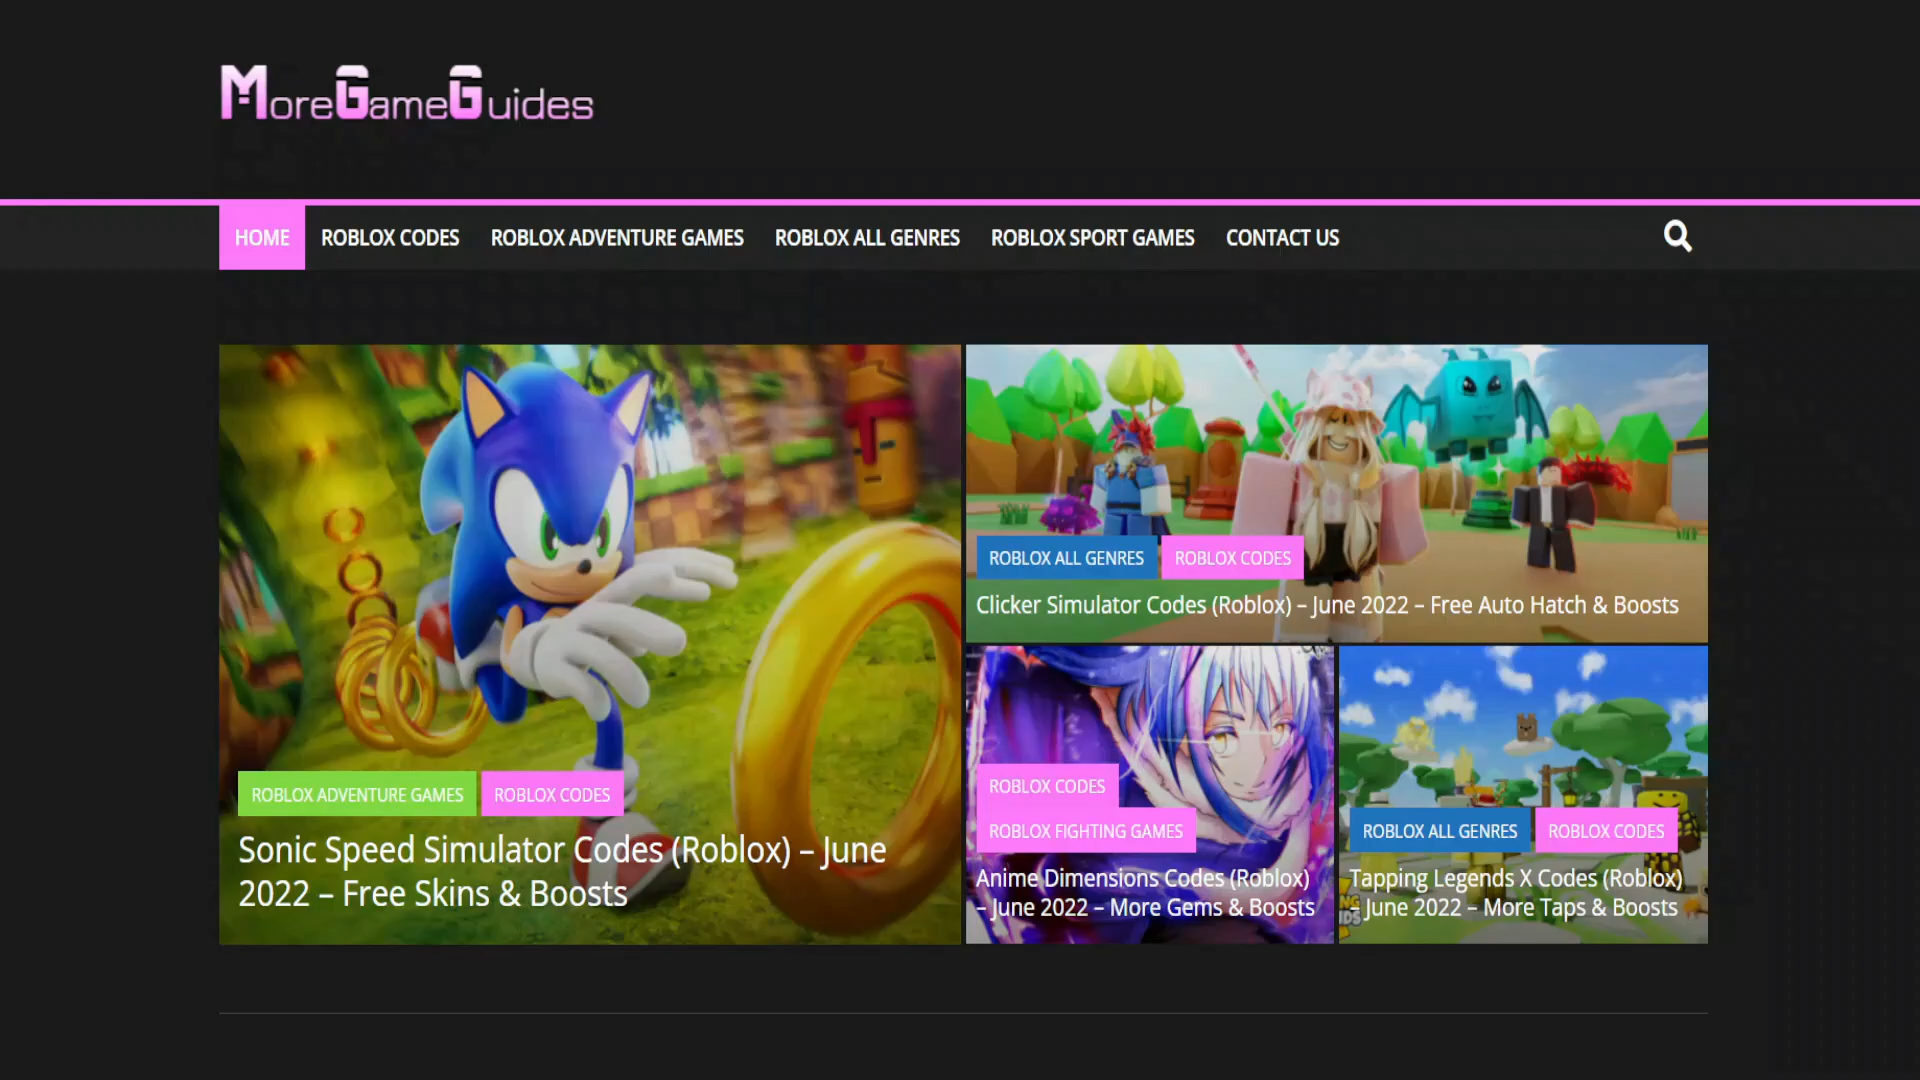 MoreGameGuides
HOME ROBLOX CODES ROBLOX ADVENTURE GAMES ROBLOX ALL GENRES ROBLOX SPORT GAMES CONTACT US
ROBLOX ADVENTURE GAMES ROBLOX CODES
Sonic Speed Simulator Codes (Roblox) – June
2022 – Free Skins & Boosts
ROBLOX ALL GENRES ROBLOX CODES
Clicker Simulator Codes (Roblox) – June 2022 – Free Auto Hatch & Boosts
ROBLOX CODES
ROBLOX FIGHTING GAMES
Anime Dimensions Codes (Roblox)
– June 2022 – More Gems & Boosts
ROBLOX ALL GENRES ROBLOX CODES
Tapping Legends X Codes (Roblox)
– June 2022 – More Taps & Boosts